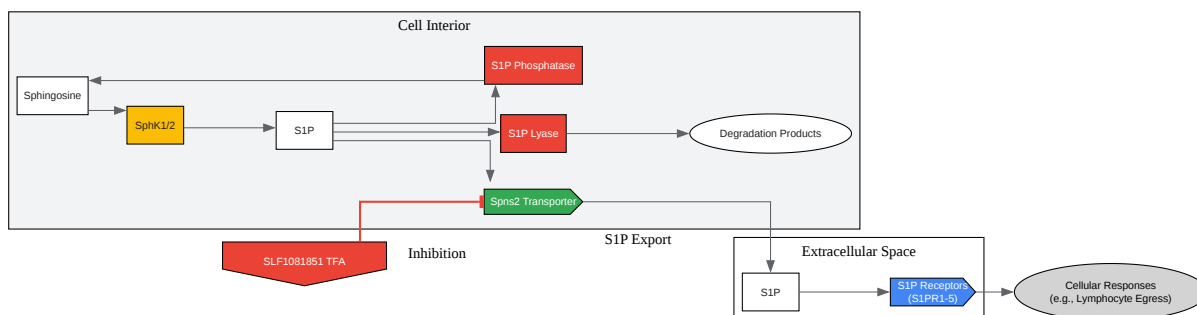 Cell Interior
S1P Phosphatase
Sphingosine
SphK1/2
S1P
S1P Lyase
Degradation Products
Spns2 Transporter
S1P Export
Inhibition
SLF1081851 TFA
Extracellular Space
S1P
S1P Receptors
(S1PR1-5)
Cellular Responses
(e.g., Lymphocyte Egress)